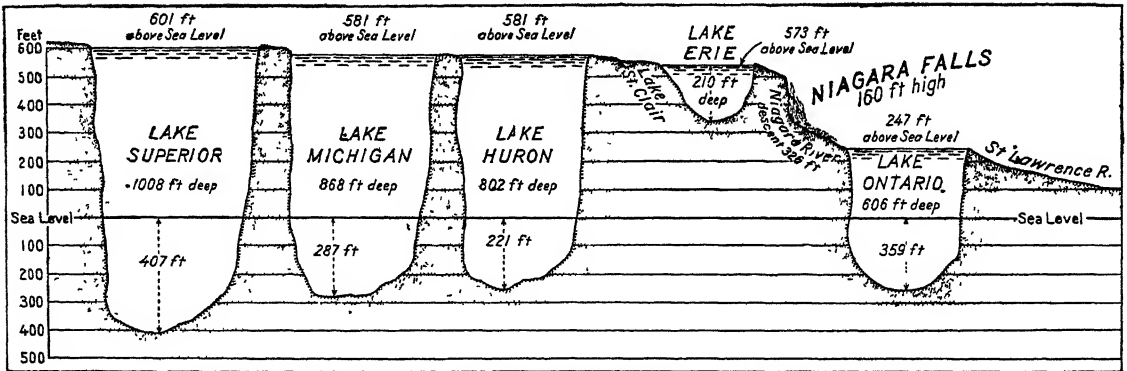 601 ft
above Sea Level
581 ft
above Sea Level
581 ft
above Sea Level
LAKE
ERIE
573 ft
above Sea Level
Feet
600
500
400
300
200
100
Sea Level
100
200
300
400
500
LAKE
SUPERIOR
1008 ft deep
407 ft
LAKE
MICHIGAN
868 ft deep
287 ft
LAKE
HURON
802 ft deep
221 ft
Lake
St. Clair
210 ft
deep
Niagara River
descent 326 ft
NIAGARA FALLS
160 ft high
247 ft
above Sea Level
LAKE
ONTARIO
606 ft deep
359 ft
St Lawrence R.
Sea Level